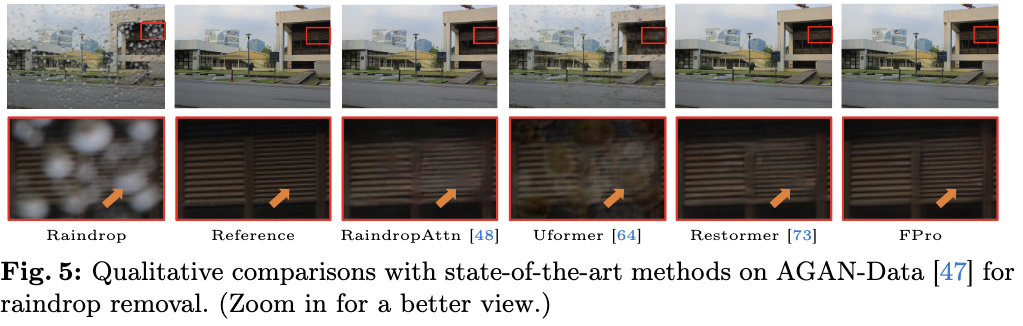 Raindrop
Reference
RaindropAttn [48]
Uformer [64]
Restormer [73]
FPro
Fig. 5: Qualitative comparisons with state-of-the-art methods on AGAN-Data [47] for
raindrop removal. (Zoom in for a better view.)